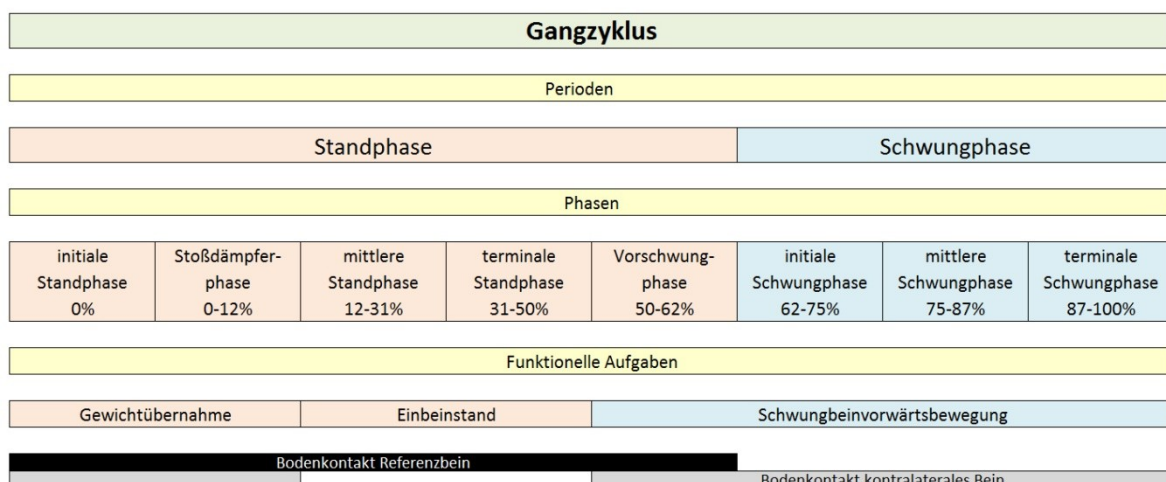 Gangzyklus
Perioden
Standphase Schwungphase
Phasen
initiale Stoßdämpfer- mittlere terminale Vorschwung- initiale mittlere terminale
Standphase phase Standphase Standphase phase Schwungphase Schwungphase Schwungphase
0% 0-12% 12-31% 31-50% 50-62% 62-75% 75-87% 87-100%
Funktionelle Aufgaben
Gewichtübernahme Einbeinstand Schwungbeinvorwärtsbewegung
Bodenkontakt Referenzbein
Bodenkontakt kontralaterales Bein